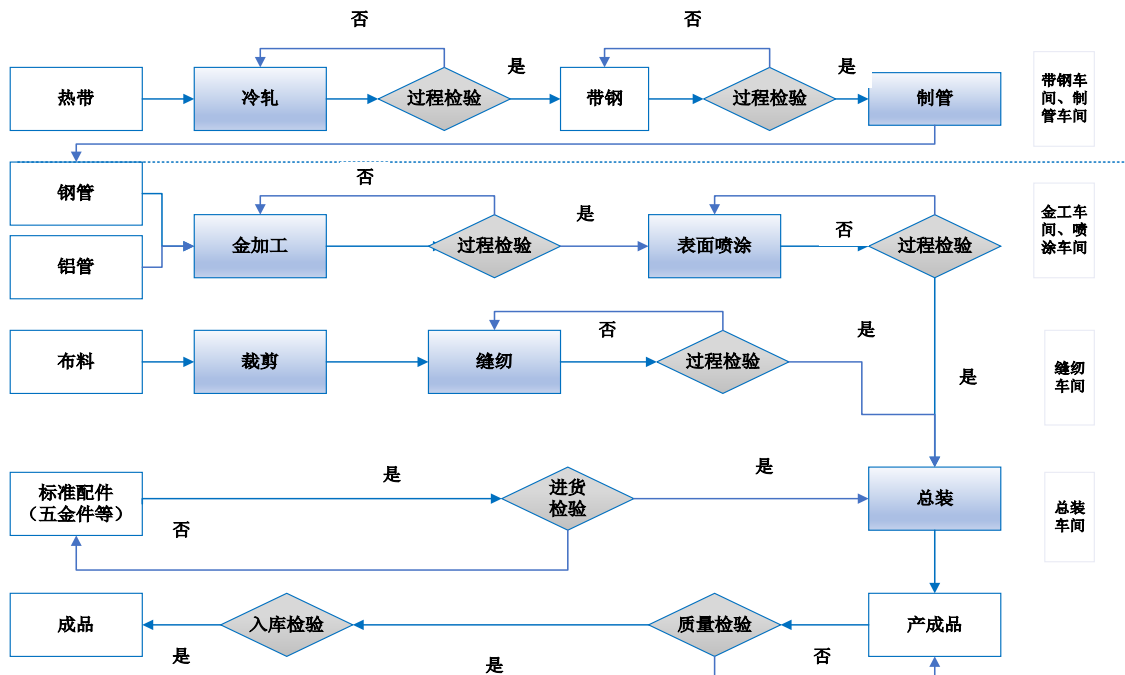 否
否
是
是
热带
冷轧
过程检验
带钢
过程检验
制管
带钢车
间、制
管车间
钢管
否
是
否
铝管
金加工
过程检验
表面喷涂
过程检验
金工车
间、喷
涂车间
布料
裁剪
缝纫
否
过程检验
是
是
缝纫
车间
标准配件
（五金件等）
是
否
进货
检验
是
总装
总装
车间
成品
入库检验
质量检验
产成品
是
是
否